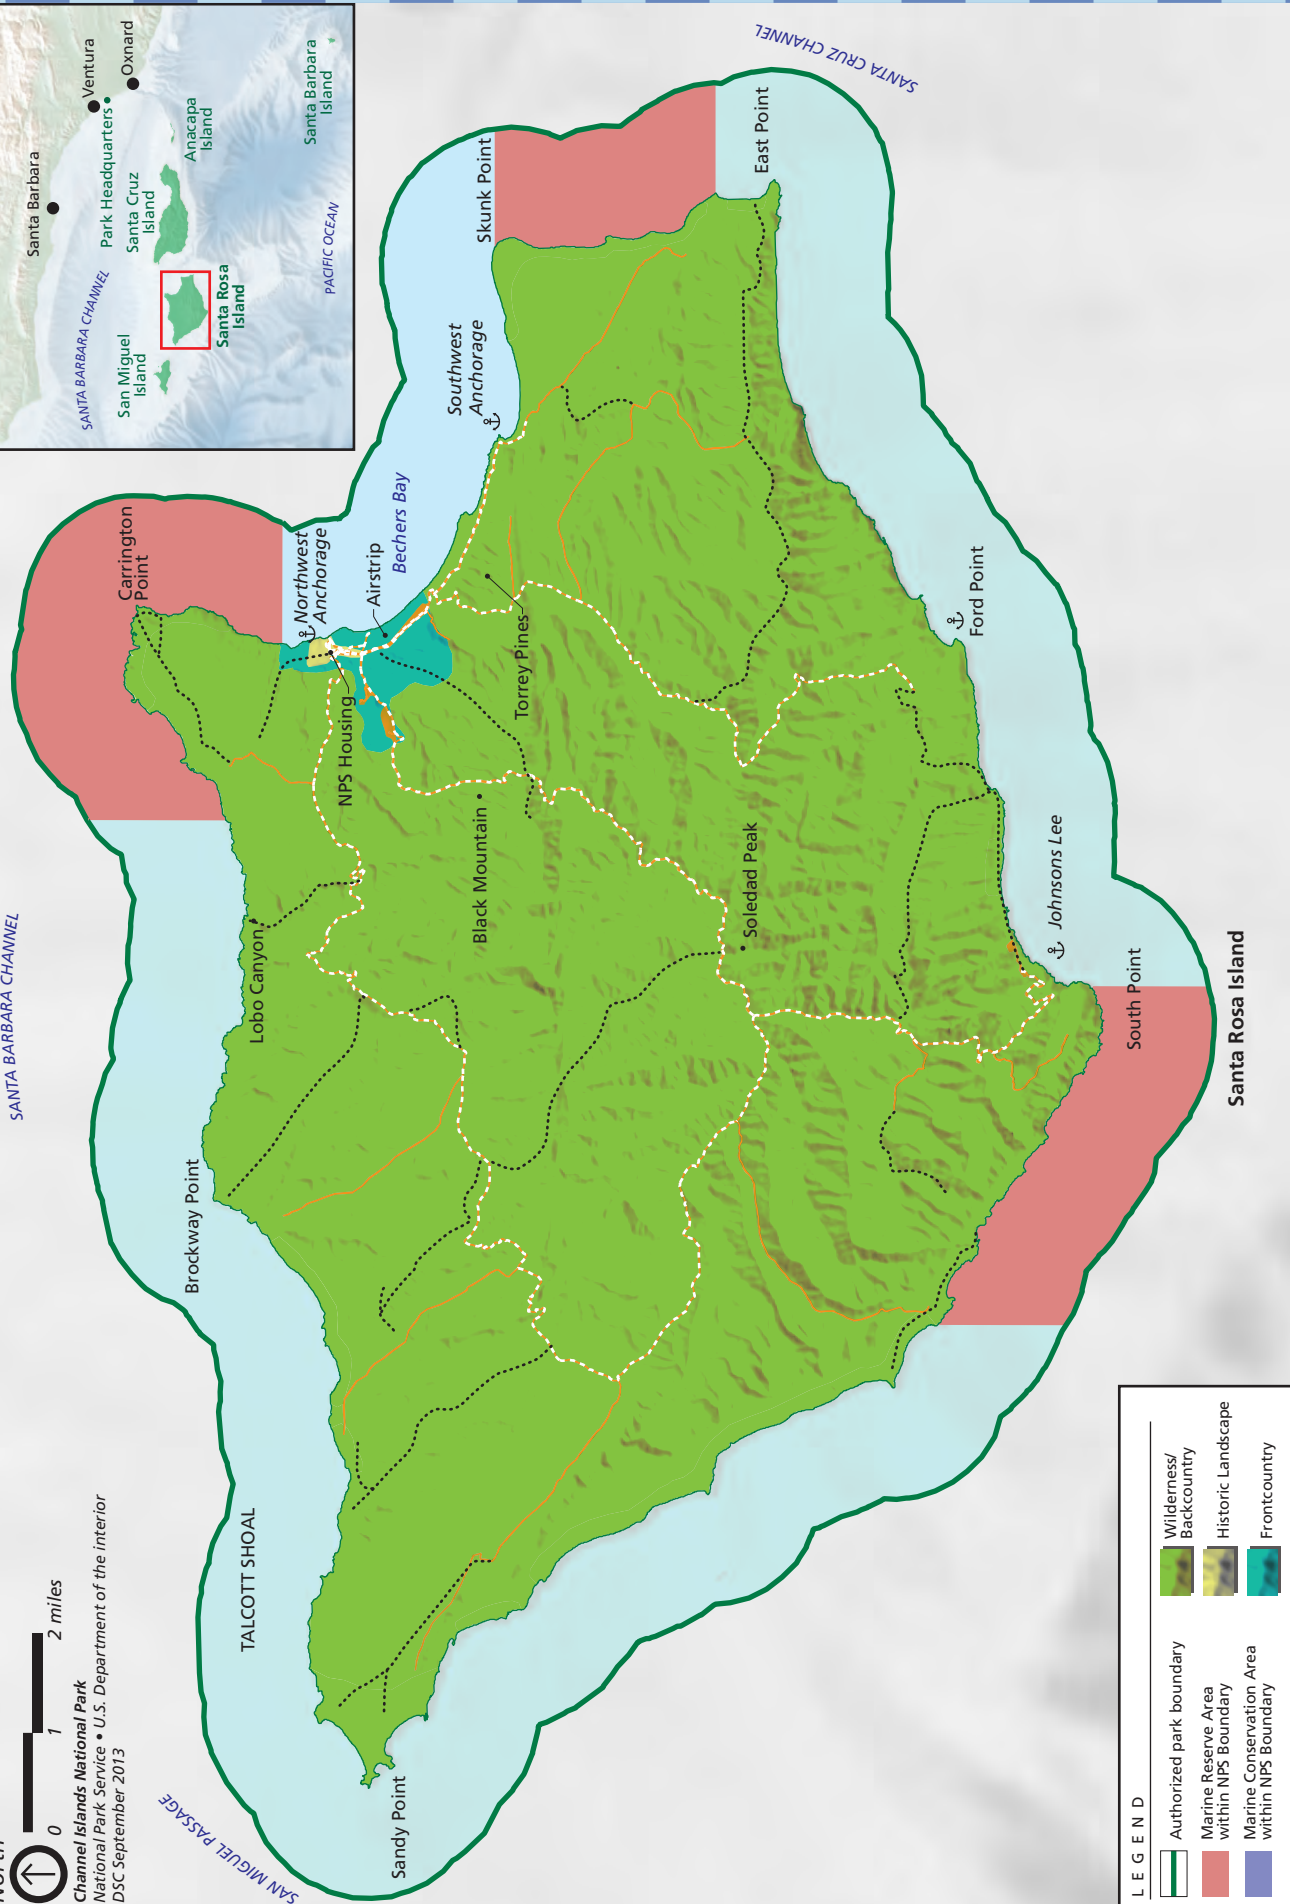 NORTH
0 1 2 miles
Channel Islands National Park
National Park Service • U.S. Department of the interior
DSC September 2013
SANTA BARBARA CHANNEL
SAN MIGUEL PASSAGE
SANTA CRUZ CHANNEL
TALCOTT SHOAL
Sandy Point
Brockway Point
Lobo Canyon
Carrington
Point
Northwest
Anchorage
Airstrip
NPS Housing
Bechers Bay
Southwest
Anchorage
Skunk Point
East Point
Torrey Pines
Black Mountain
Soledad Peak
Ford Point
Johnsons Lee
South Point
Santa Rosa Island
Santa Barbara
Ventura
Oxnard
Park Headquarters
SANTA BARBARA CHANNEL
San Miguel
Island
Santa Rosa
Island
Santa Cruz
Island
Anacapa
Island
Santa Barbara
Island
PACIFIC OCEAN
LEGEND
Authorized park boundary
Marine Reserve Area
within NPS Boundary
Marine Conservation Area
within NPS Boundary
Wilderness/
Backcountry
Historic Landscape
Frontcountry